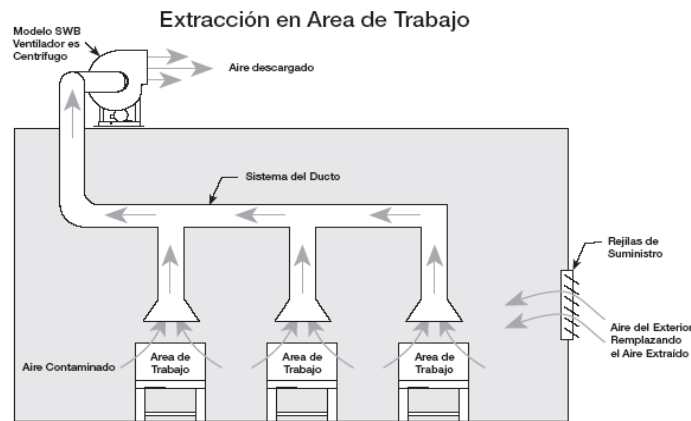 Extracción en Area de Trabajo
Modelo SWB
Ventilador es
Centrífugo
Aire descargado
Sistema del Ducto
Rejilas de
Suministro
Aire del Exterior
Remplazando
el Aire Extraído
Aire Contaminado
Area de
Trabajo
Area de
Trabajo
Area de
Trabajo